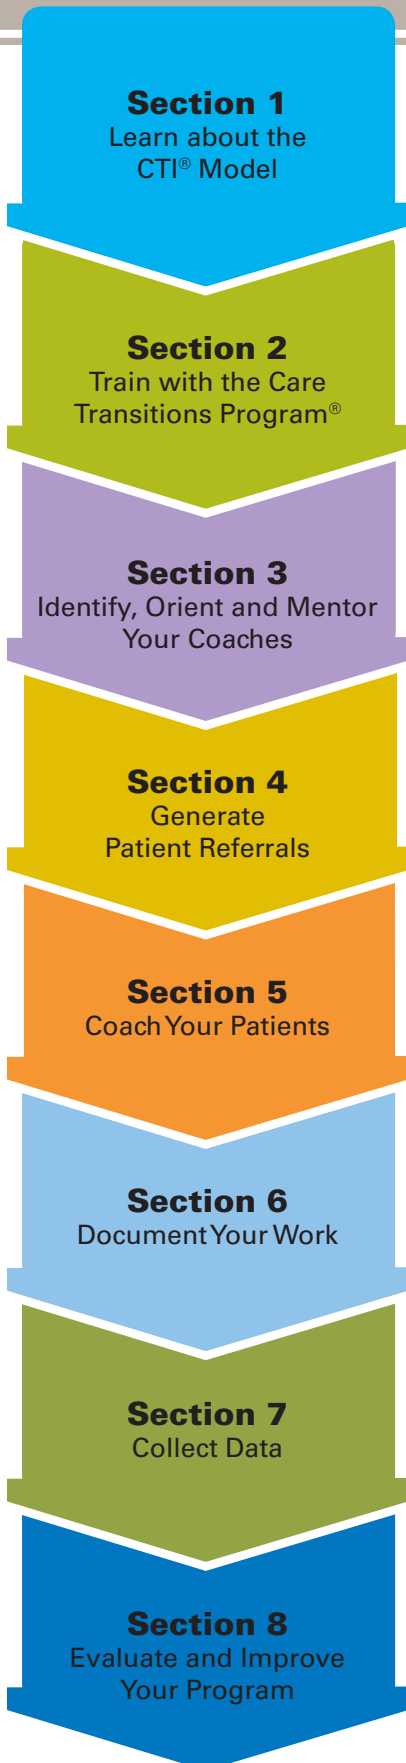 Section 1
Learn about the
CTI® Model
Section 2
Train with the Care
Transitions Program®
Section 3
Identify, Orient and Mentor
Your Coaches
Section 4
Generate
Patient Referrals
Section 5
Coach Your Patients
Section 6
Document Your Work
Section 7
Collect Data
Section 8
Evaluate and Improve
Your Program